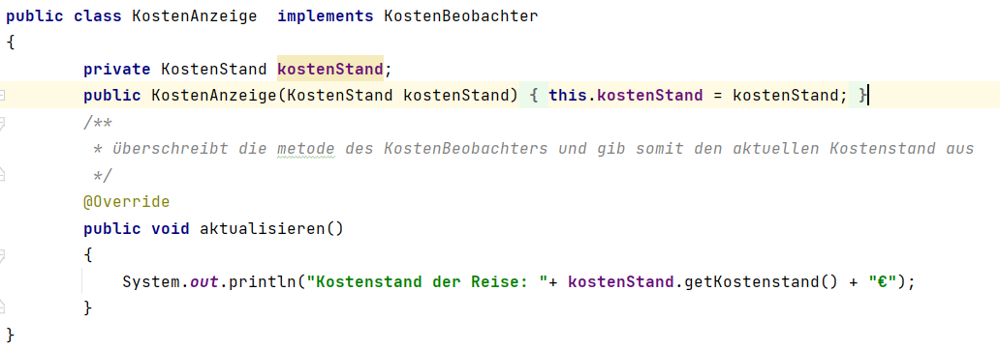 public class KostenAnzeige  implements KostenBeobachter
{
        private KostenStand kostenStand;
        public KostenAnzeige(KostenStand kostenStand) { this.kostenStand = kostenStand; }
        /**
         * überschreibt die metode des KostenBeobachters und gib somit den aktuellen Kostenstand aus
         */
        @Override
        public void aktualisieren()
        {
            System.out.println("Kostenstand der Reise: "+ kostenStand.getKostenstand() + "€");
        }
}